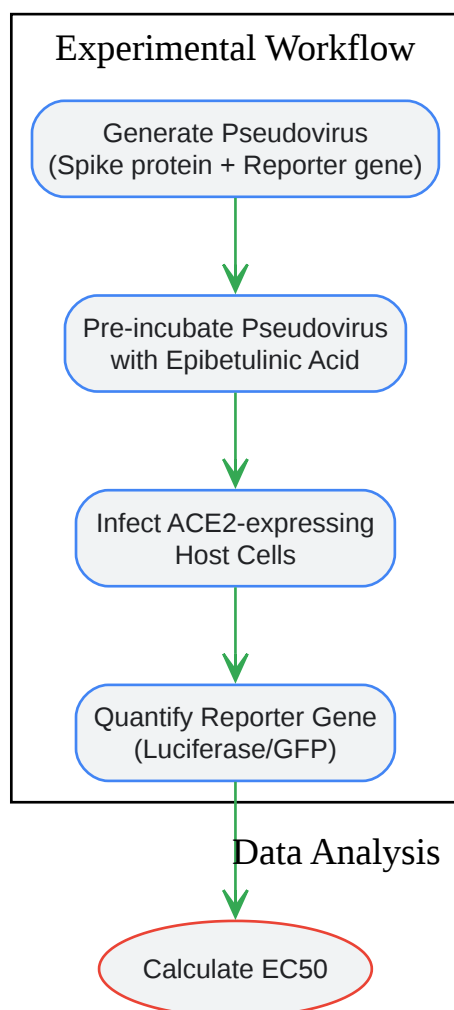 Experimental Workflow
Generate Pseudovirus
(Spike protein + Reporter gene)
Pre-incubate Pseudovirus
with Epibetulinic Acid
Infect ACE2-expressing
Host Cells
Quantify Reporter Gene
(Luciferase/GFP)
Data Analysis
Calculate EC50